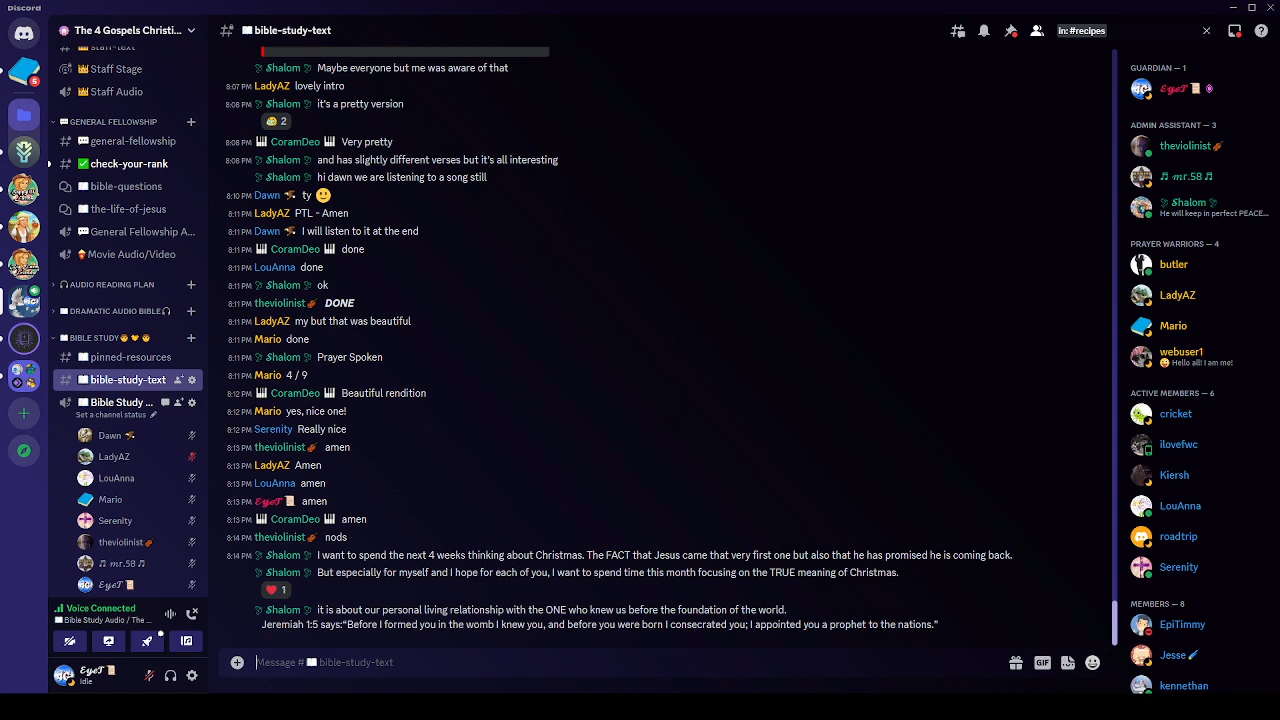 Discord
The 4 Gospels Christi...
bible-study-text
In: #recipes
staff-text
Staff Stage
Staff Audio
GENERAL FELLOWSHIP
general-fellowship
check-your-rank
bible-questions
the-life-of-jesus
General Fellowship A...
Movie Audio/Video
AUDIO READING PLAN
DRAMATIC AUDIO BIBLE
BIBLE STUDY
pinned-resources
bible-study-text
Bible Study ...
Set a channel status
Dawn
LadyAZ
LouAnna
Mario
Serenity
theviolinist
♬ mr.58 ♬
EyeT
Voice Connected
Bible Study Audio / The ...
EyeT
Idle
5
Shalom Maybe everyone but me was aware of that
8:07 PM LadyAZ lovely intro
8:08 PM Shalom it's a pretty version
2
8:08 PM CoramDeo Very pretty
8:08 PM Shalom and has slightly different verses but it's all interesting
Shalom hi dawn we are listening to a song still
8:10 PM Dawn ty
8:11 PM LadyAZ PTL - Amen
8:11 PM Dawn I will listen to it at the end
8:11 PM CoramDeo done
8:11 PM LouAnna done
8:11 PM Shalom ok
8:11 PM theviolinist DONE
8:11 PM LadyAZ my but that was beautiful
8:11 PM Mario done
8:11 PM Shalom Prayer Spoken
8:11 PM Mario 4 / 9
8:12 PM CoramDeo Beautiful rendition
8:12 PM Mario yes, nice one!
8:12 PM Serenity Really nice
8:13 PM theviolinist amen
8:13 PM LadyAZ Amen
8:13 PM LouAnna amen
8:13 PM EyeT amen
8:13 PM CoramDeo amen
8:14 PM theviolinist nods
8:14 PM Shalom I want to spend the next 4 weeks thinking about Christmas. The FACT that Jesus came that very first one but also that he has promised he is coming back.
Shalom But especially for myself and I hope for each of you, I want to spend time this month focusing on the TRUE meaning of Christmas.
1
Shalom it is about our personal living relationship with the ONE who knew us before the foundation of the world.
Jeremiah 1:5 says:“Before I formed you in the womb I knew you, and before you were born I consecrated you; I appointed you a prophet to the nations.”
Message # bible-study-text
GIF
GUARDIAN — 1
EyeT
ADMIN ASSISTANT — 3
theviolinist
♬ mr.58 ♬
Shalom
He will keep in perfect PEACE...
PRAYER WARRIORS — 4
butler
LadyAZ
Mario
webuser1
Hello all! I am me!
ACTIVE MEMBERS — 6
cricket
ilovefwc
Kiersh
LouAnna
roadtrip
Serenity
MEMBERS — 8
EpiTimmy
Jesse
kennethan